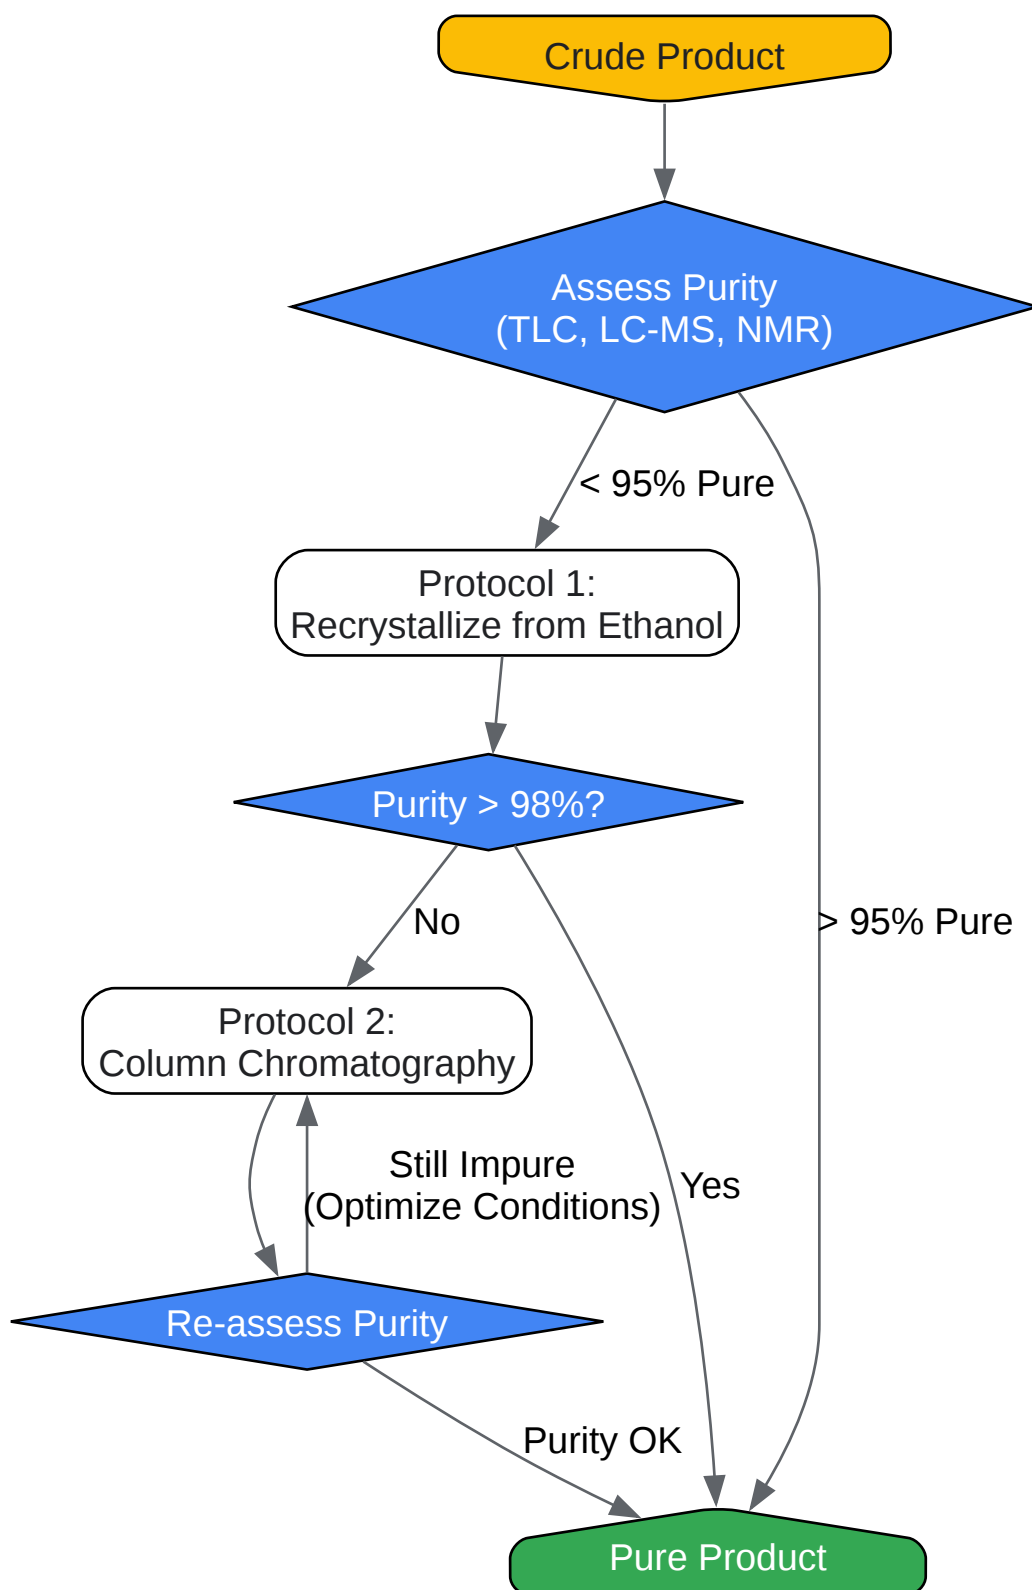 Crude Product
Assess Purity
(TLC, LC-MS, NMR)
< 95% Pure
Protocol 1:
Recrystallize from Ethanol
Purity > 98%?
No
> 95% Pure
Protocol 2:
Column Chromatography
Still Impure
(Optimize Conditions)
Yes
Re-assess Purity
Purity OK
Pure Product